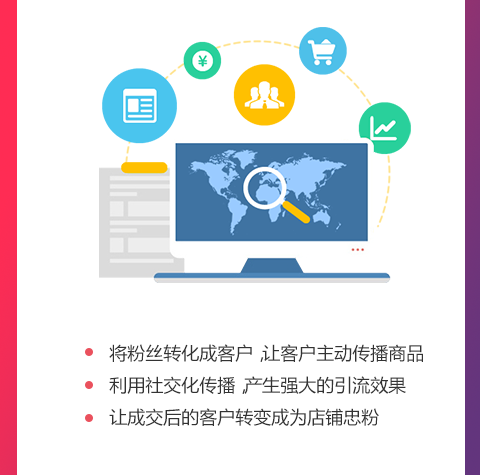 ¥
将粉丝转化成客户,让客户主动传播商品
利用社交化传播,产生强大的引流效果
让成交后的客户转变成为店铺忠粉